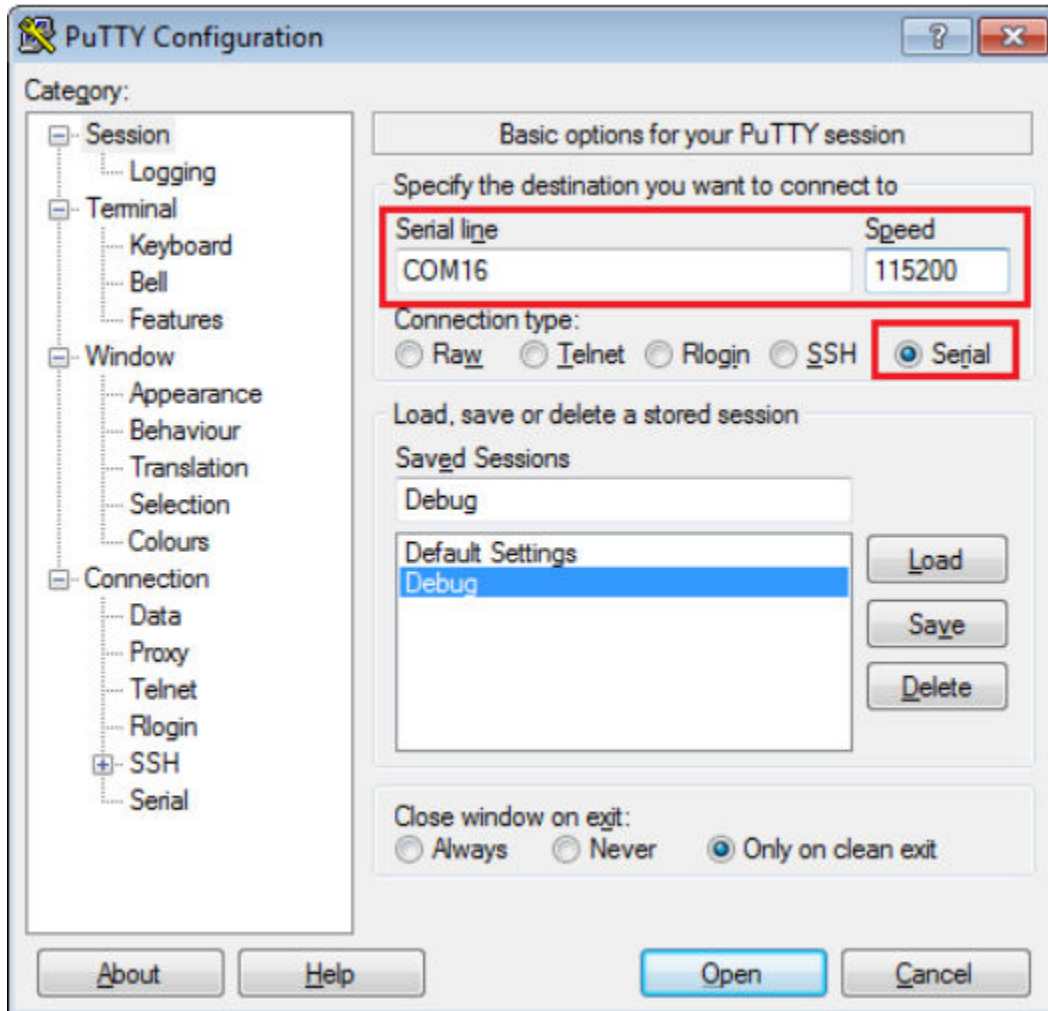 PuTTY Configuration
Category:
Session
Logging
Terminal
Keyboard
Bell
Features
Window
Appearance
Behaviour
Translation
Selection
Colours
Connection
Data
Proxy
Telnet
Rlogin
SSH
Serial
Basic options for your PuTTY session
Specify the destination you want to connect to
Serial line Speed
COM16 115200
Connection type:
Raw Telnet Rlogin SSH Serial
Load, save or delete a stored session
Saved Sessions
Debug
Default Settings
Debug
Load
Save
Delete
Close window on exit:
Always Never Only on clean exit
About Help Open Cancel